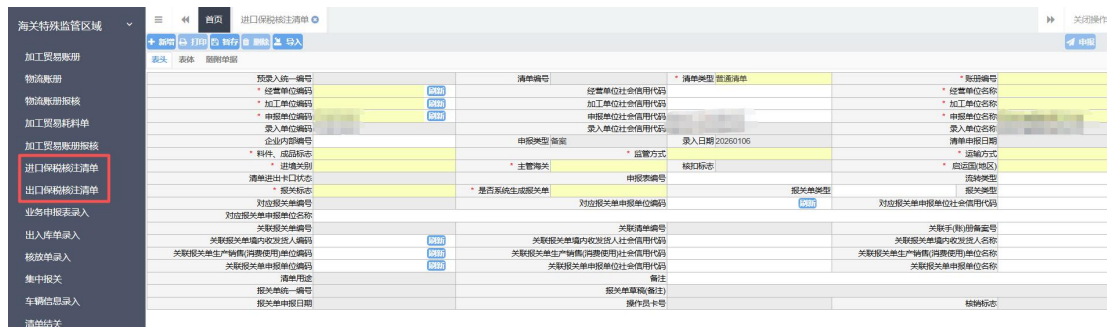 海关特殊监管区域
首页 进口保税核注清单 关闭操作
新增 打印 暂存 删除 导入 申报
表头 表体 随附单据
加工贸易账册
物流账册
物流账册报核
加工贸易耗料单
加工贸易账册报核
进口保税核注清单
出口保税核注清单
业务申报表录入
出入库单录入
核放单录入
集中报关
车辆信息录入
清单结关
预录入统一编号 清单编号 * 清单类型 普通清单 * 账册编号
* 经营单位编码 刷新 经营单位社会信用代码 * 经营单位名称
* 加工单位编码 刷新 加工单位社会信用代码 * 加工单位名称
* 申报单位编码 刷新 申报单位社会信用代码 * 申报单位名称
录入单位编码 录入单位社会信用代码 录入单位名称
企业内部编号 申报类型 备案 录入日期 20260106 清单申报日期
* 料件、成品标志 * 监管方式 * 运输方式
* 进境关别 * 主管海关 核扣标志 * 启运国(地区)
清单进出卡口状态 申报表编号 流转类型
* 报关标志 * 是否系统生成报关单 报关单类型 报关类型
对应报关单编号 对应报关单申报单位编码 刷新 对应报关单申报单位社会信用代码
对应报关单申报单位名称
关联报关单编号 关联清单编号 关联手(账)册备案号
关联报关单境内收发货人编码 刷新 关联报关单境内收发货人社会信用代码 关联报关单境内收发货人名称
关联报关单生产销售(消费使用)单位编码 刷新 关联报关单生产销售(消费使用)社会信用代码 关联报关单生产销售(消费使用)单位名称
关联报关单申报单位编码 刷新 关联报关单申报单位社会信用代码 关联报关单申报单位名称
清单用途 备注
报关单统一编号 报关单草稿(备注)
报关单申报日期 操作员卡号 核销标志